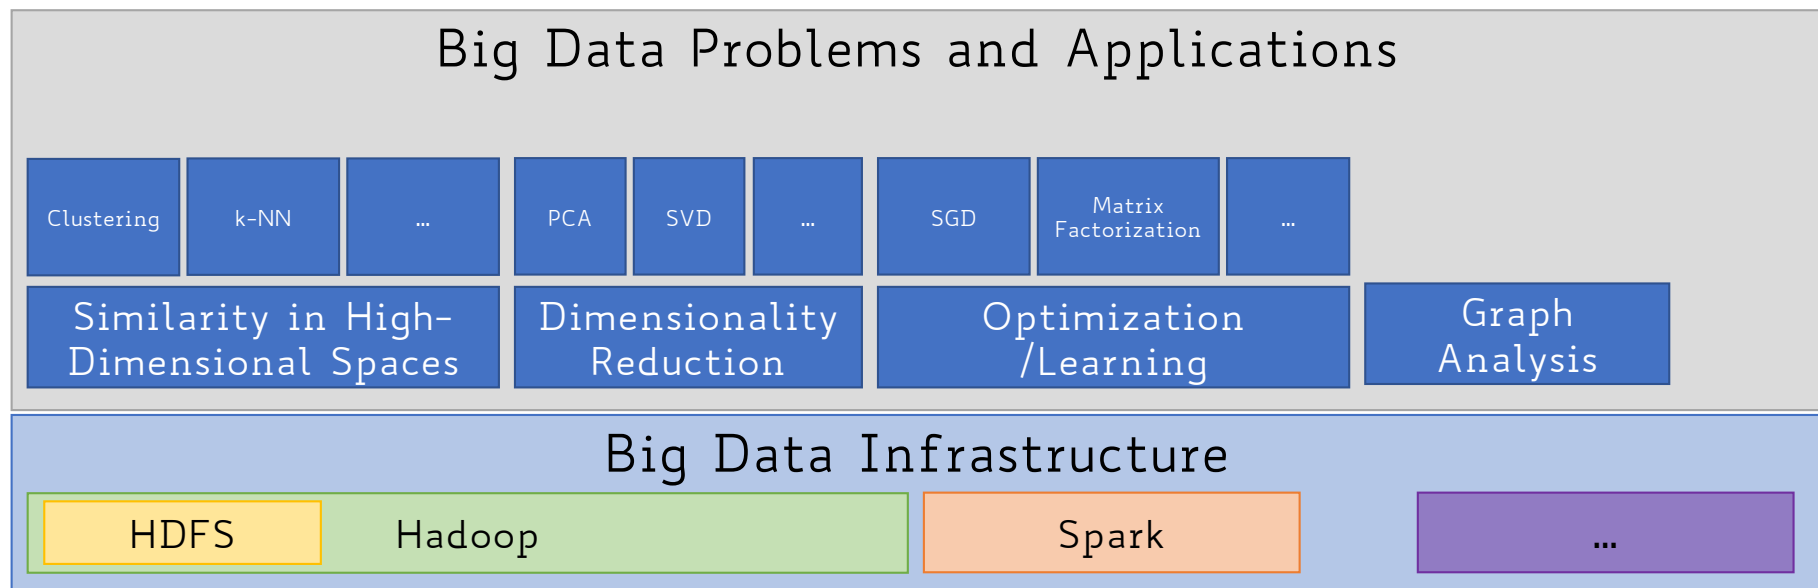 Big Data Problems and Applications
Clustering
k-NN
...
PCA
SVD
...
SGD
Matrix
Factorization
...
Similarity in High-
Dimensional Spaces
Dimensionality
Reduction
Optimization
/Learning
Graph
Analysis
Big Data Infrastructure
HDFS
Hadoop
Spark
...